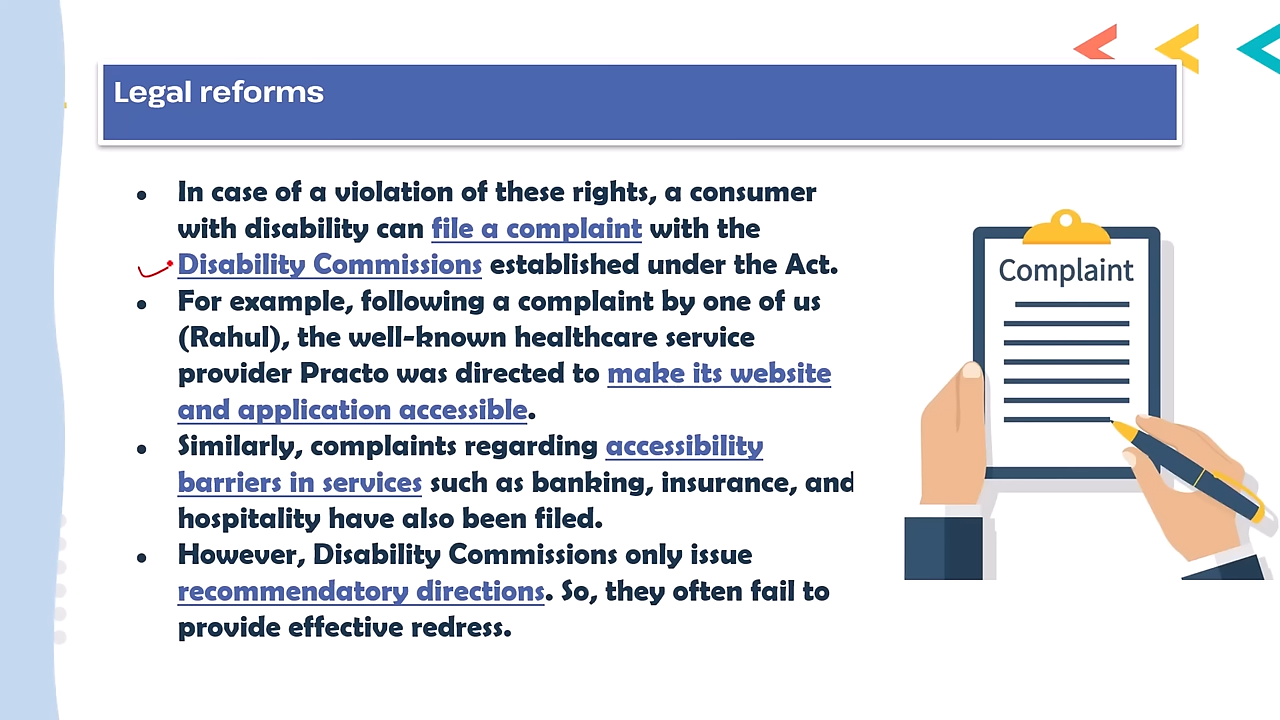 Legal reforms
In case of a violation of these rights, a consumer
with disability can file a complaint with the
Disability Commissions established under the Act.
For example, following a complaint by one of us
(Rahul), the well-known healthcare service
provider Practo was directed to make its website
and application accessible.
Similarly, complaints regarding accessibility
barriers in services such as banking, insurance, and
hospitality have also been filed.
However, Disability Commissions only issue
recommendatory directions. So, they often fail to
provide effective redress.
Complaint